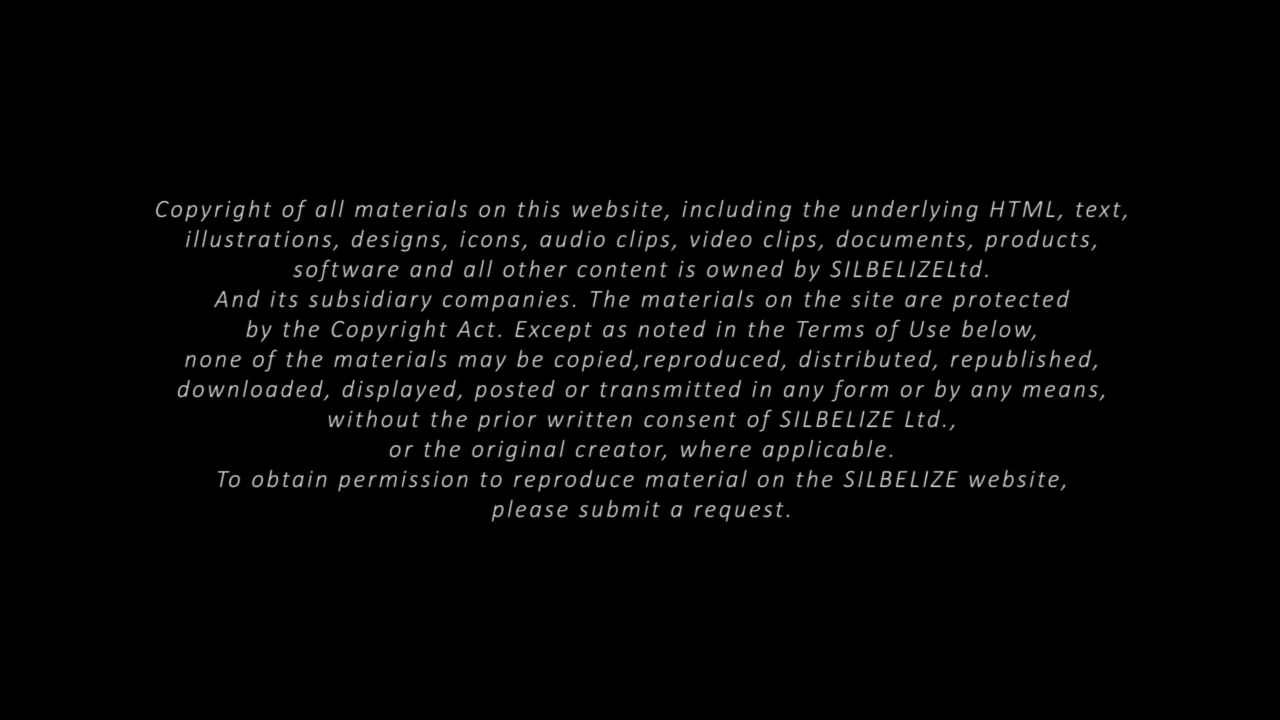 Copyright of all materials on this website, including the underlying HTML, text,
illustrations, designs, icons, audio clips, video clips, documents, products,
software and all other content is owned by SILBELIZELtd.
And its subsidiary companies. The materials on the site are protected
by the Copyright Act. Except as noted in the Terms of Use below,
none of the materials may be copied,reproduced, distributed, republished,
downloaded, displayed, posted or transmitted in any form or by any means,
without the prior written consent of SILBELIZE Ltd.,
or the original creator, where applicable.
To obtain permission to reproduce material on the SILBELIZE website,
please submit a request.